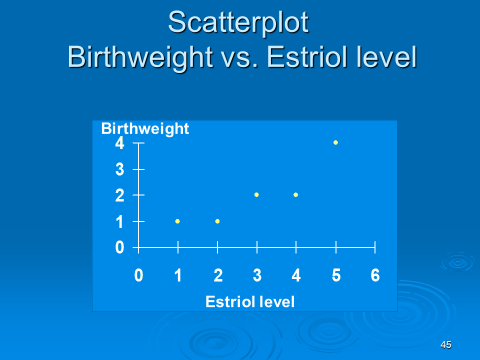 Scatterplot
Birthweight vs. Estriol level
Birthweight
4
3
2
1
0
0 1 2 3 4 5 6
Estriol level
45